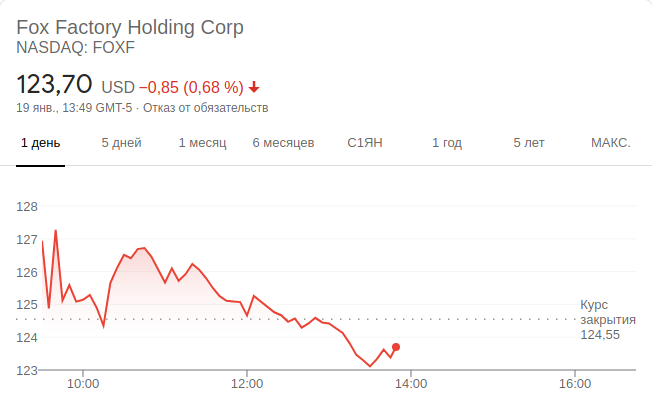 Fox Factory Holding Corp
NASDAQ: FOXF
123,70 USD −0,85 (0,68 %)
19 янв., 13:49 GMT-5 · Отказ от обязательств
1 день 5 дней 1 месяц 6 месяцев С1ЯН 1 год 5 лет МАКС.
128
127
126
125
124
123
Курс
закрытия
124,55
10:00 12:00 14:00 16:00